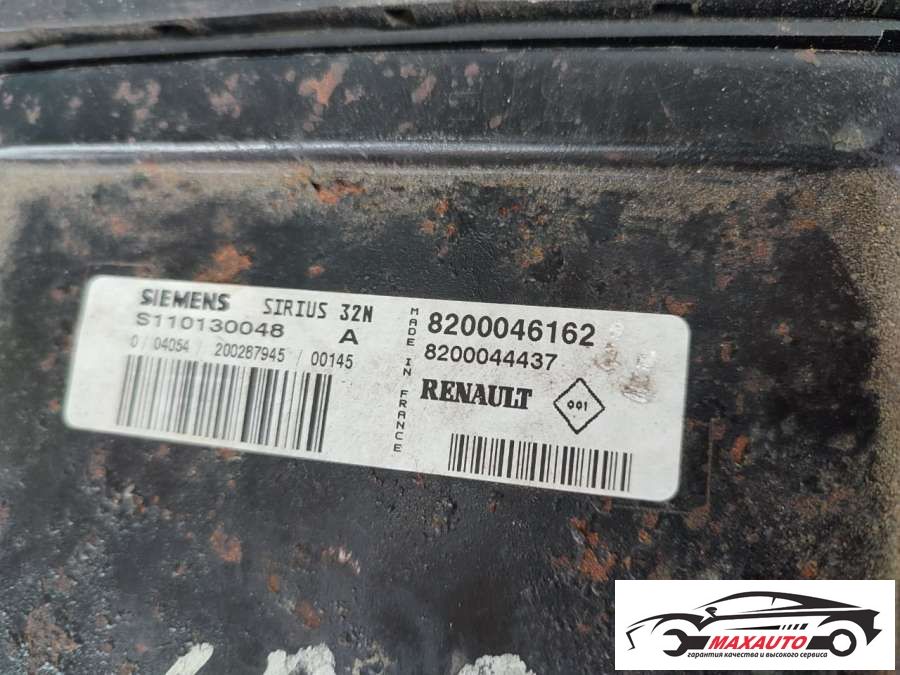 SIEMENS SIRIUS 32N
S110130048 A
0 / 04054 / 200287945 / 00145
MADE IN FRANCE
8200046162
8200044437
RENAULT
001
MAXAUTO
гарантия качества и высокого сервиса